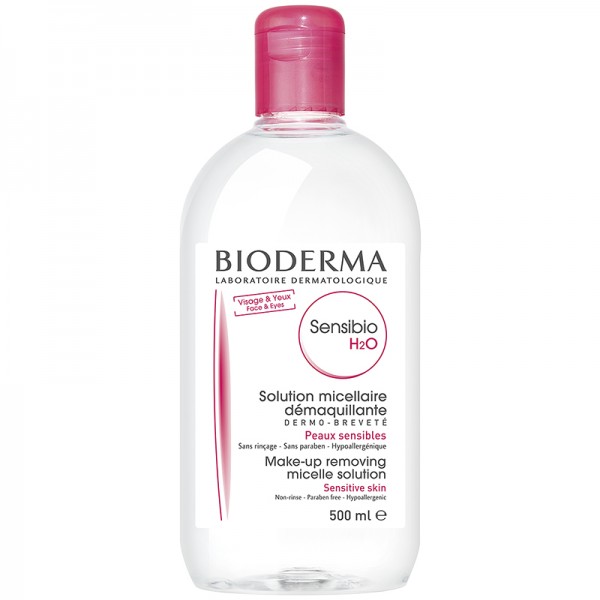 BIODERMA
LABORATOIRE DERMATOLOGIQUE
Visage & Yeux
Face & Eyes
Sensibio
H2O
Solution micellaire
démaquillante
DERMO-BREVETÉ
Peaux sensibles
Sans rinçage - Sans paraben - Hypoallergénique
Make-up removing
micelle solution
Sensitive skin
Non-rinse - Paraben free - Hypoallergenic
500 ml ℮